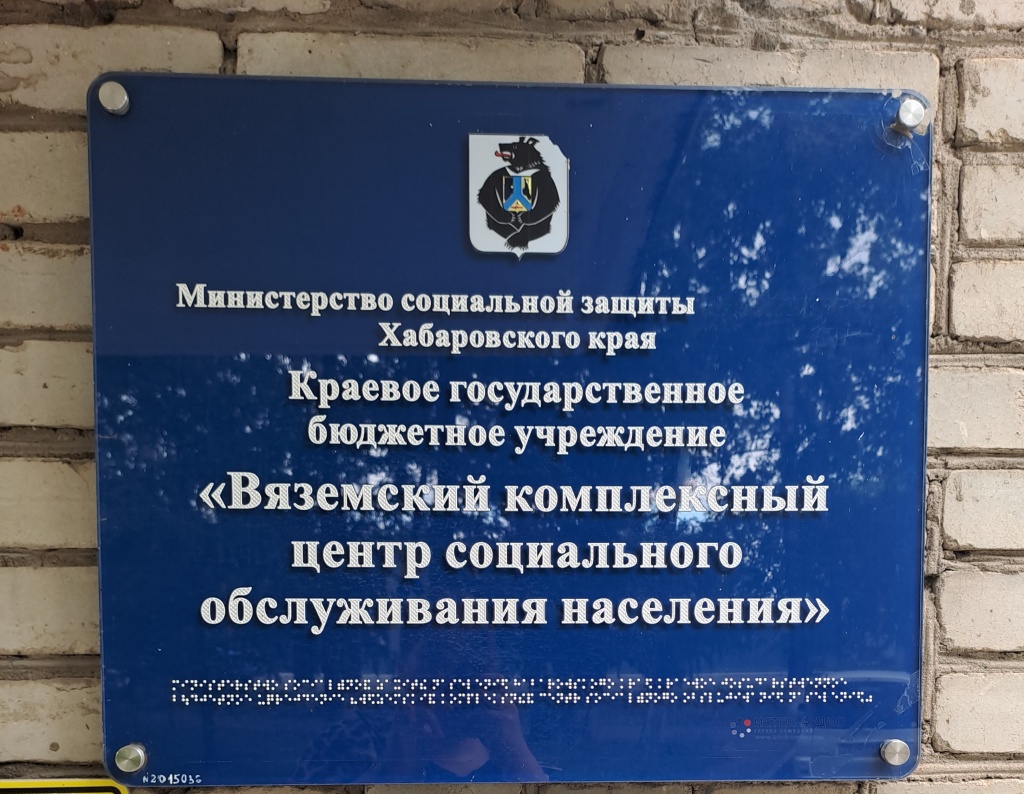 Министерство социальной защиты
Хабаровского края
Краевое государственное
бюджетное учреждение
«Вяземский комплексный
центр социального
обслуживания населения»